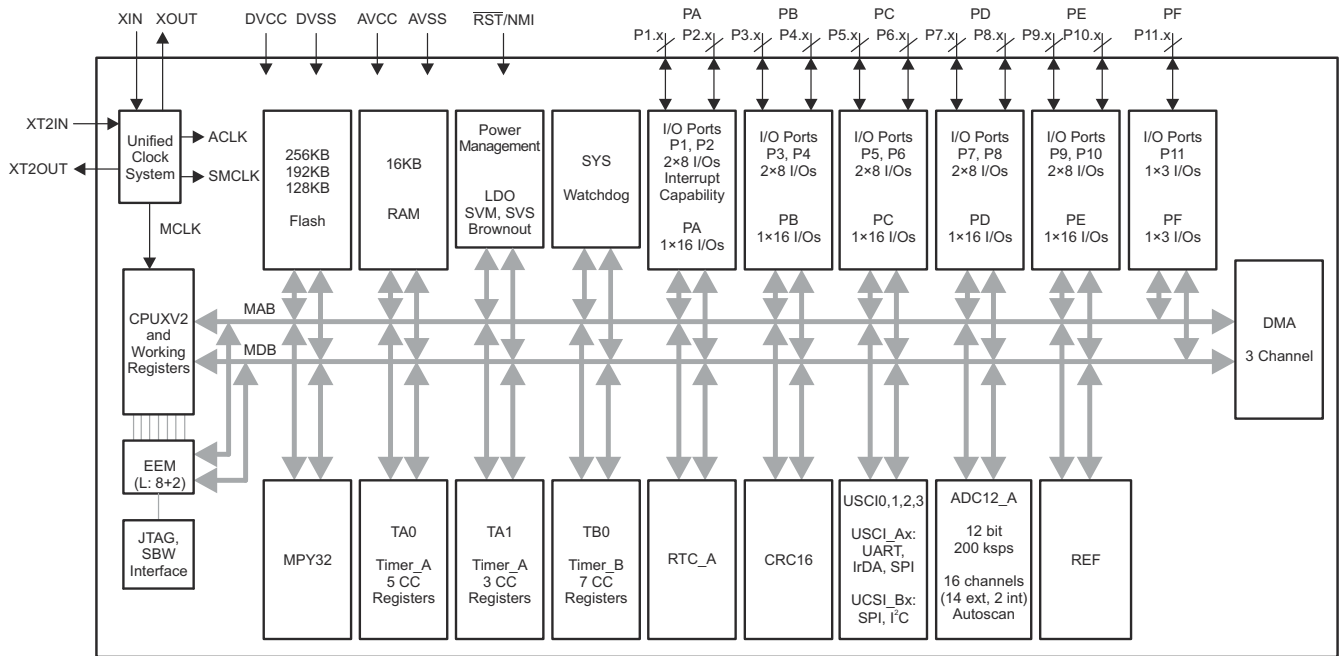 XIN XOUT DVCC DVSS AVCC AVSS RST/NMI
PA PB PC PD PE PF
P1.x P2.x P3.x P4.x P5.x P6.x P7.x P8.x P9.x P10.x P11.x
XT2IN
XT2OUT
Unified
Clock
System
ACLK
SMCLK
MCLK
256KB
192KB
128KB
Flash
16KB
RAM
Power
Management
LDO
SVM, SVS
Brownout
SYS
Watchdog
I/O Ports
P1, P2
2×8 I/Os
Interrupt
Capability
PA
1×16 I/Os
I/O Ports
P3, P4
2×8 I/Os
PB
1×16 I/Os
I/O Ports
P5, P6
2×8 I/Os
PC
1×16 I/Os
I/O Ports
P7, P8
2×8 I/Os
PD
1×16 I/Os
I/O Ports
P9, P10
2×8 I/Os
PE
1×16 I/Os
I/O Ports
P11
1×3 I/Os
PF
1×3 I/Os
CPUXV2
and
Working
Registers
MAB
MDB
DMA
3 Channel
EEM
(L: 8+2)
JTAG,
SBW
Interface
MPY32
TA0
Timer_A
5 CC
Registers
TA1
Timer_A
3 CC
Registers
TB0
Timer_B
7 CC
Registers
RTC_A
CRC16
USCI0,1,2,3
USCI_Ax:
UART,
IrDA, SPI
UCSI_Bx:
SPI, I²C
ADC12_A
12 bit
200 ksps
16 channels
(14 ext, 2 int)
Autoscan
REF